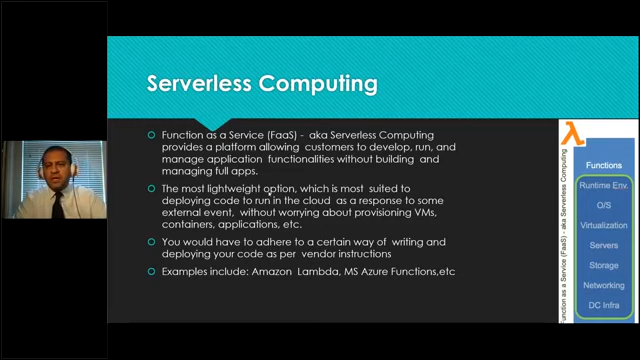 Serverless Computing
Function as a Service (FaaS) - aka Serverless Computing
provides a platform allowing customers to develop, run, and
manage application functionalities without building and
managing full apps.
The most lightweight option, which is most suited to
deploying code to run in the cloud as a response to some
external event, without worrying about provisioning VMs,
containers, applications, etc.
You would have to adhere to a certain way of writing and
deploying your code as per vendor instructions
Examples include: Amazon Lambda, MS Azure Functions,etc
Function as a Service (FaaS) - aka Serverless Computing
Functions
Runtime Env.
O/S
Virtualization
Servers
Storage
Networking
DC Infra